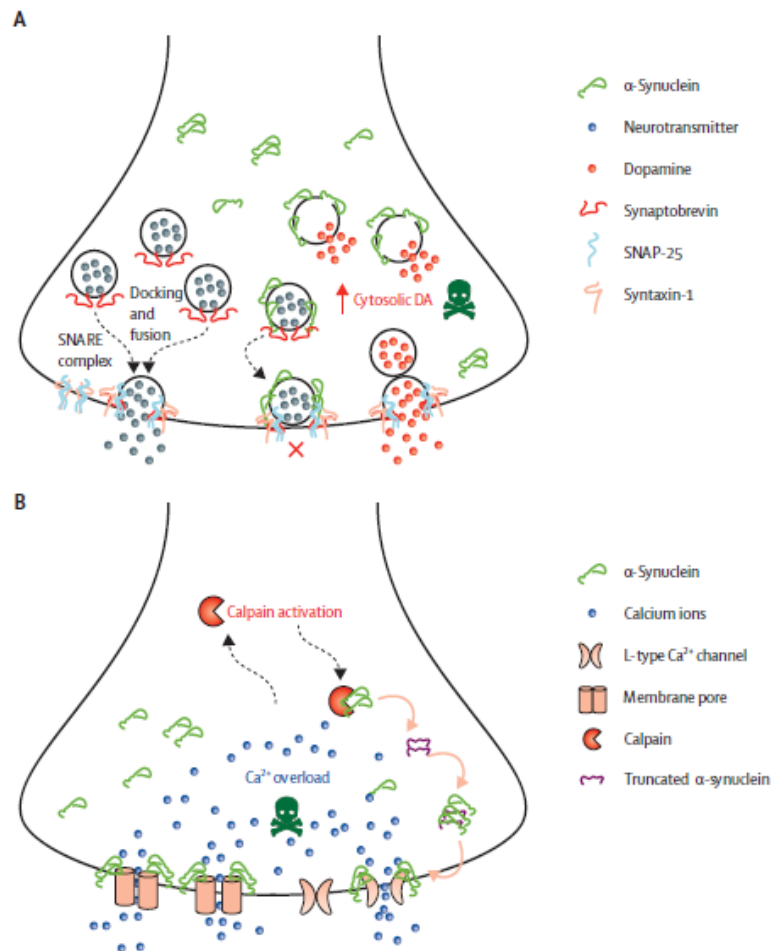 A
α-Synuclein
Neurotransmitter
Dopamine
Synaptobrevin
SNAP-25
Syntaxin-1
Docking
and
fusion
SNARE
complex
Cytosolic DA
B
α-Synuclein
Calcium ions
L-type Ca²⁺ channel
Membrane pore
Calpain
Truncated α-synuclein
Calpain activation
Ca²⁺ overload